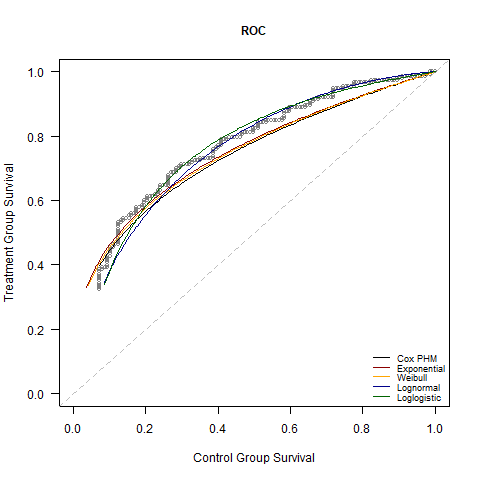 ROC
Treatment Group Survival
1.0
0.8
0.6
0.4
0.2
0.0
Cox PHM
Exponential
Weibull
Lognormal
Loglogistic
0.0 0.2 0.4 0.6 0.8 1.0
Control Group Survival